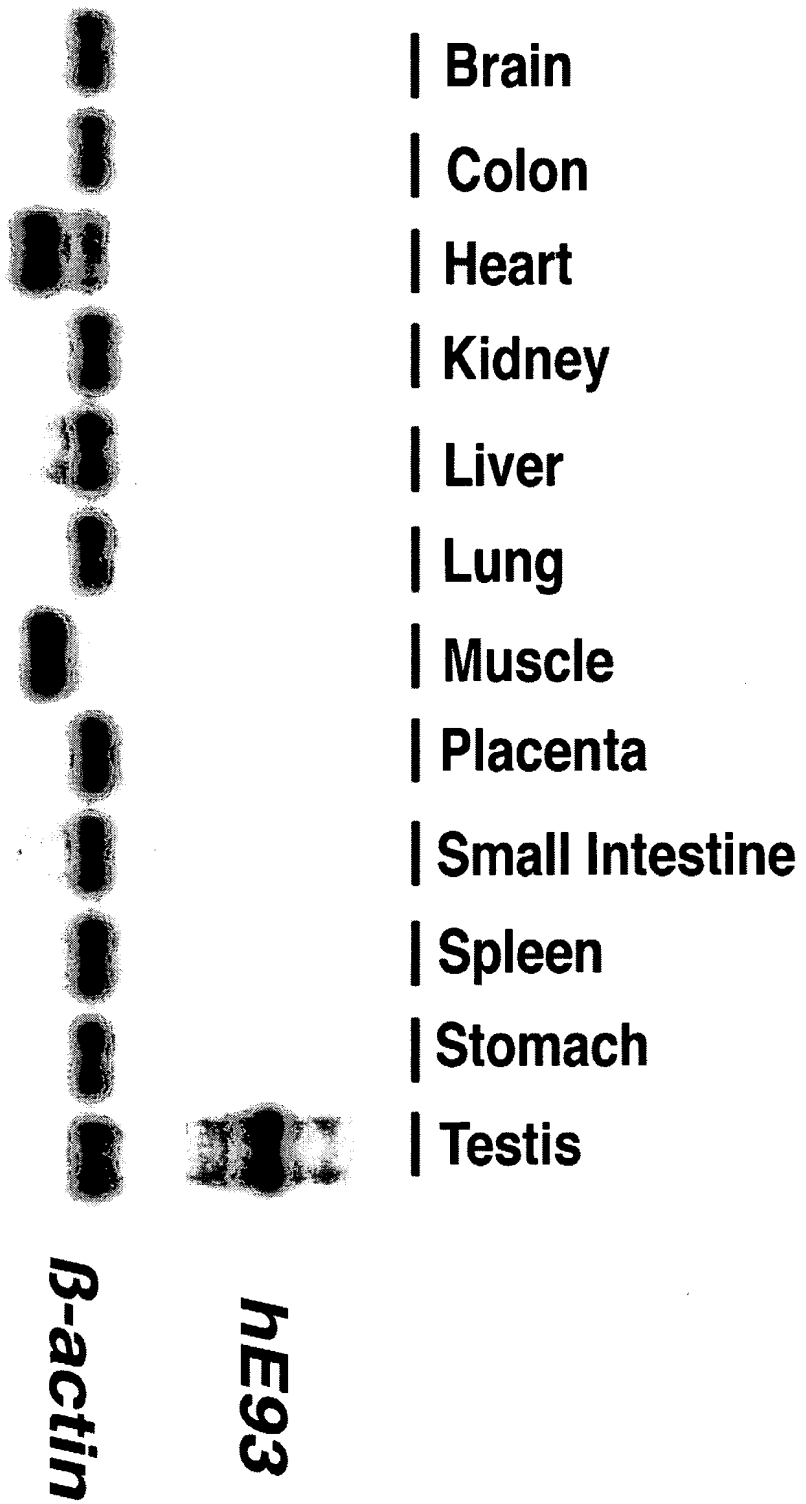 Brain
Colon
Heart
Kidney
Liver
Lung
Muscle
Placenta
Small Intestine
Spleen
Stomach
Testis
β-actin
hE93